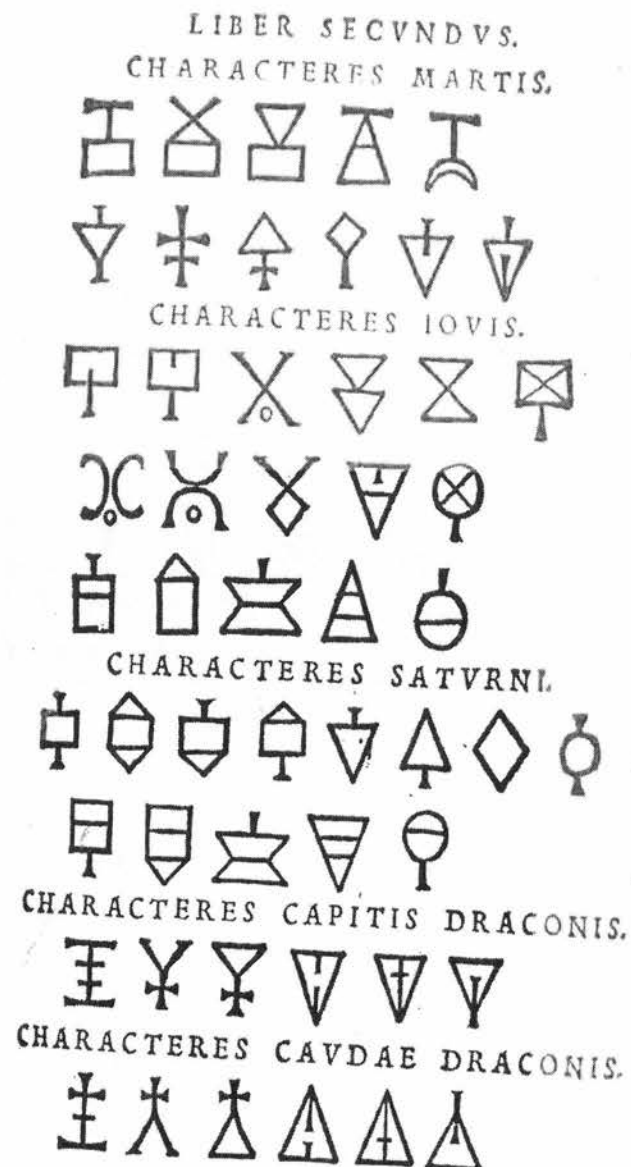 LIBER SECVNDVS.
CHARACTERES MARTIS.
CHARACTERES IOVIS.
CHARACTERES SATVRNI.
CHARACTERES CAPITIS DRACONIS.
CHARACTERES CAVDAE DRACONIS.